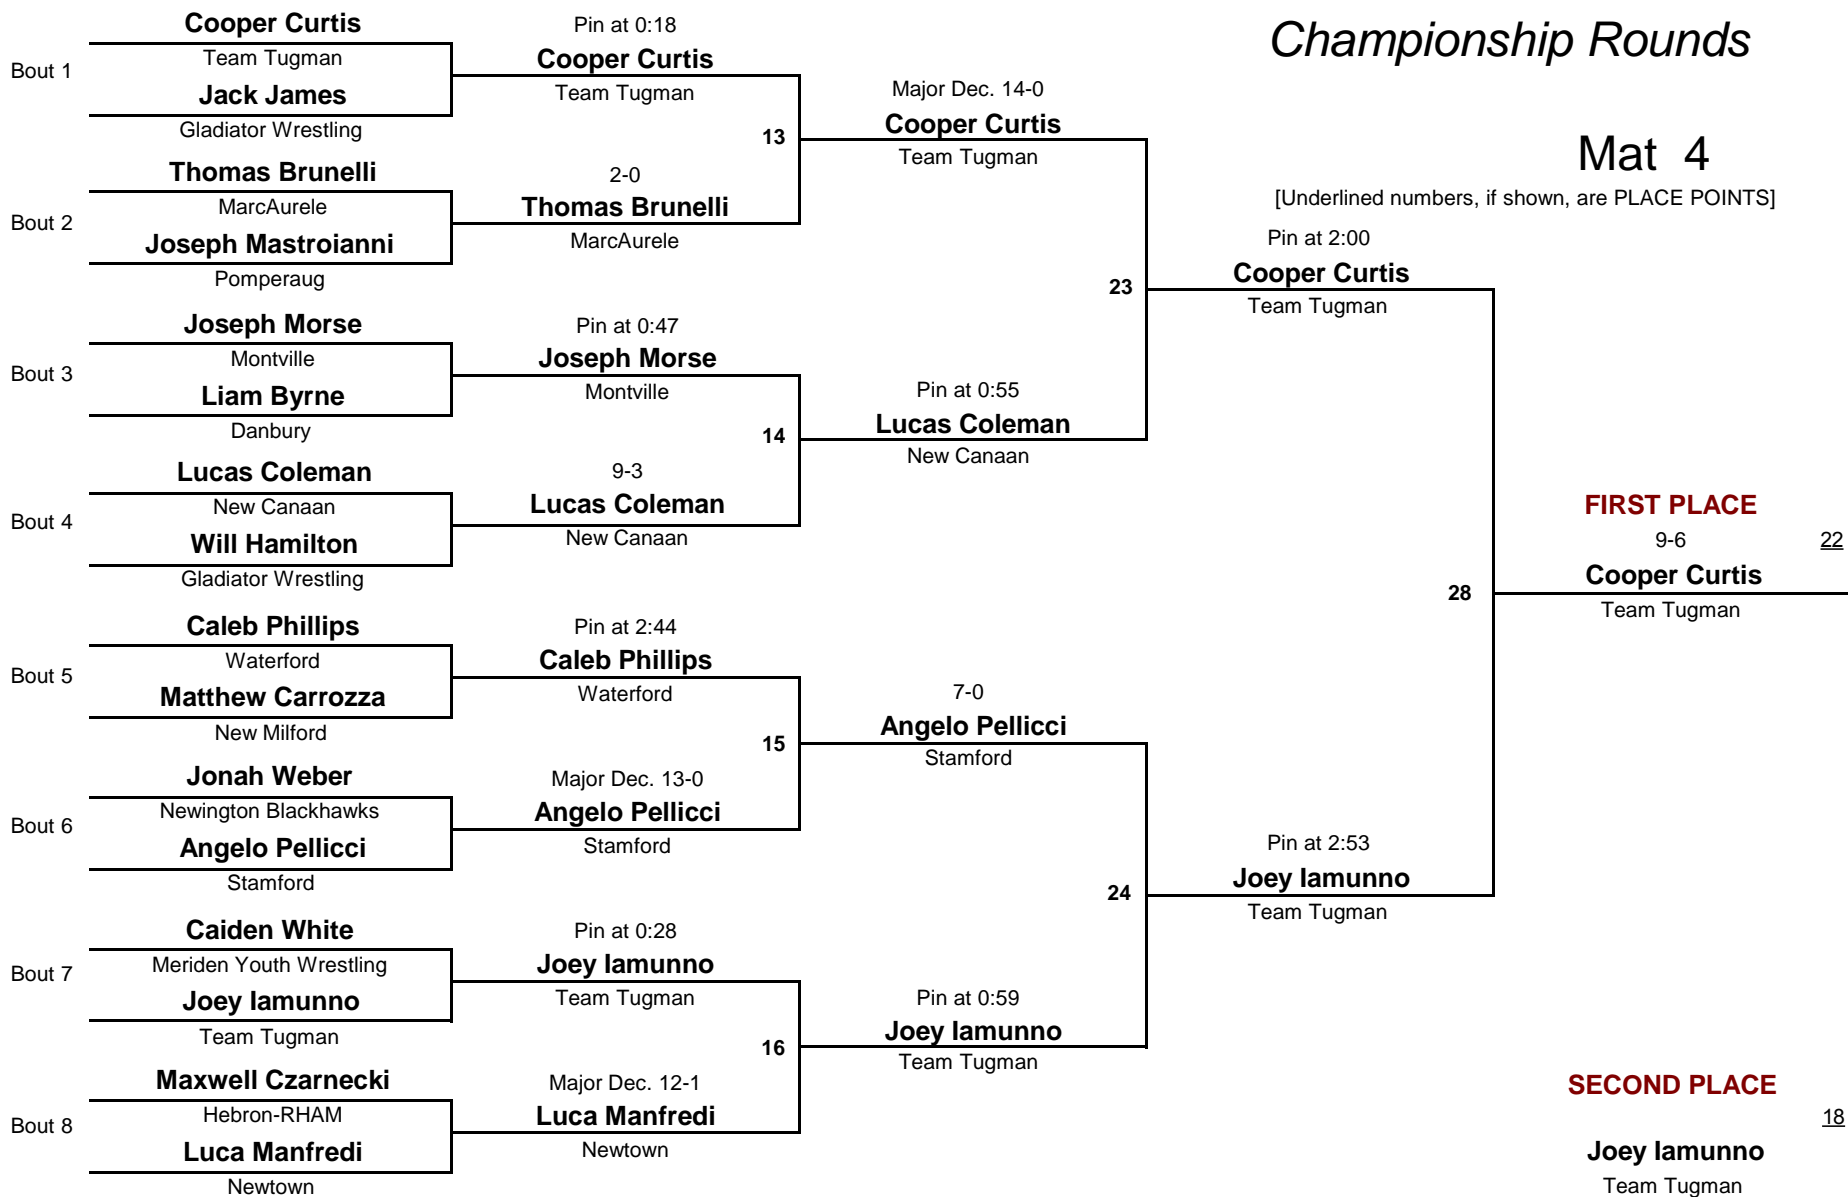 Championship Rounds
Mat 4
[Underlined numbers, if shown, are PLACE POINTS]
Bout 1
Cooper Curtis
Team Tugman
Jack James
Gladiator Wrestling
Bout 2
Thomas Brunelli
MarcAurele
Joseph Mastroianni
Pomperaug
Bout 3
Joseph Morse
Montville
Liam Byrne
Danbury
Bout 4
Lucas Coleman
New Canaan
Will Hamilton
Gladiator Wrestling
Bout 5
Caleb Phillips
Waterford
Matthew Carrozza
New Milford
Bout 6
Jonah Weber
Newington Blackhawks
Angelo Pellicci
Stamford
Bout 7
Caiden White
Meriden Youth Wrestling
Joey Iamunno
Team Tugman
Bout 8
Maxwell Czarnecki
Hebron-RHAM
Luca Manfredi
Newtown
Pin at 0:18
Cooper Curtis
Team Tugman
13
2-0
Thomas Brunelli
MarcAurele
Pin at 0:47
Joseph Morse
Montville
14
9-3
Lucas Coleman
New Canaan
Pin at 2:44
Caleb Phillips
Waterford
15
Major Dec. 13-0
Angelo Pellicci
Stamford
Pin at 0:28
Joey Iamunno
Team Tugman
16
Major Dec. 12-1
Luca Manfredi
Newtown
Major Dec. 14-0
Cooper Curtis
Team Tugman
23
Pin at 0:55
Lucas Coleman
New Canaan
7-0
Angelo Pellicci
Stamford
24
Pin at 0:59
Joey Iamunno
Team Tugman
Pin at 2:00
Cooper Curtis
Team Tugman
28
Pin at 2:53
Joey Iamunno
Team Tugman
FIRST PLACE
9-6 22
Cooper Curtis
Team Tugman
SECOND PLACE
18
Joey Iamunno
Team Tugman